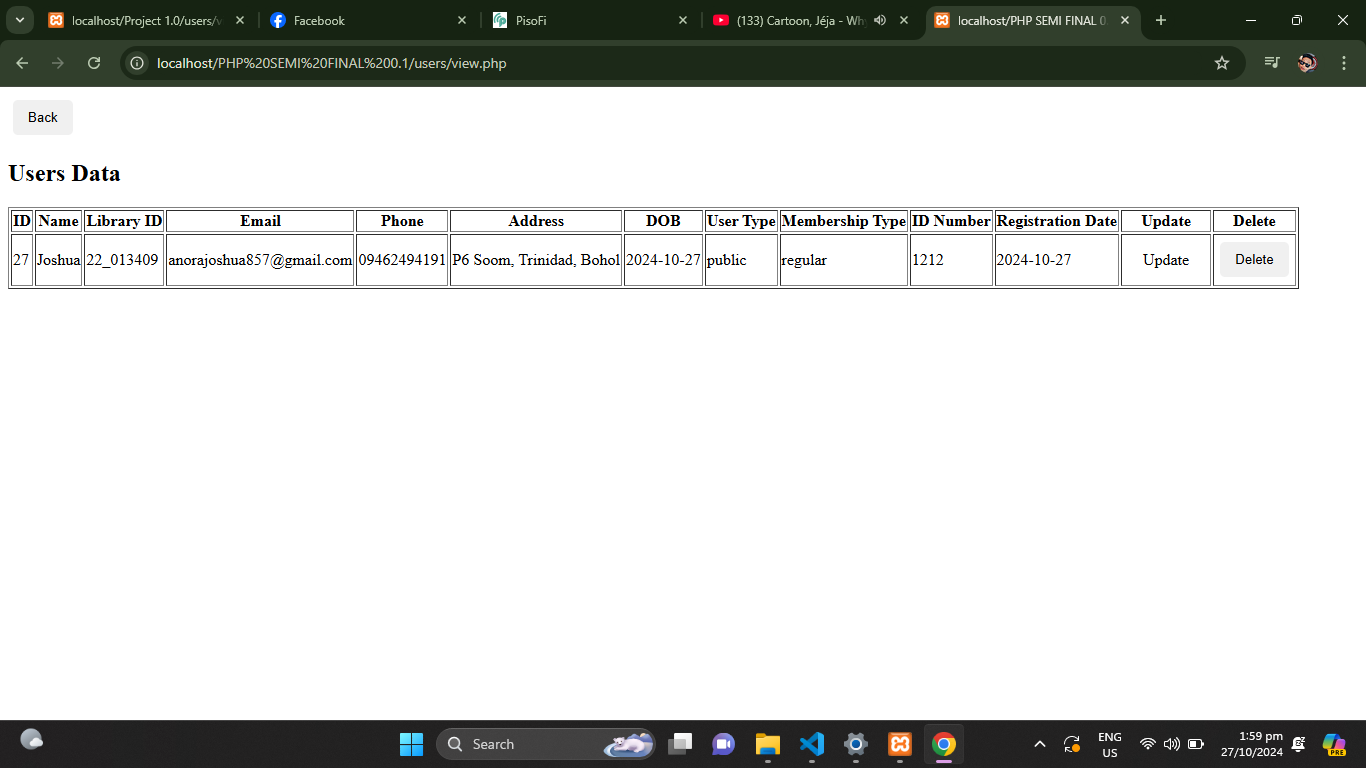 localhost/Project 1.0/users/v
Facebook
PisoFi
(133) Cartoon, Jéja - Wh
localhost/PHP SEMI FINAL 0.
localhost/PHP%20SEMI%20FINAL%200.1/users/view.php
Back
Users Data
ID Name Library ID Email Phone Address DOB User Type Membership Type ID Number Registration Date Update Delete
27 Joshua 22_013409 anorajoshua857@gmail.com 09462494191 P6 Soom, Trinidad, Bohol 2024-10-27 public regular 1212 2024-10-27 Update Delete
Search
ENG
US
1:59 pm
27/10/2024
PRE